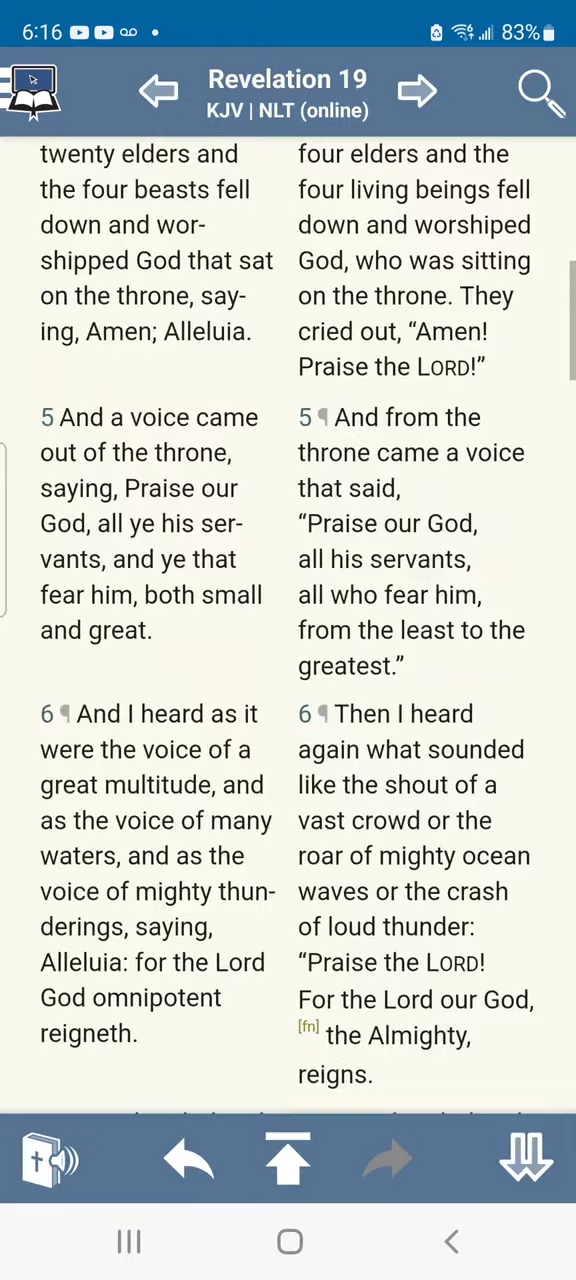 6:16
83%
Revelation 19
KJV | NLT (online)
twenty elders and
the four beasts fell
down and wor-
shipped God that sat
on the throne, say-
ing, Amen; Alleluia.
four elders and the
four living beings fell
down and worshiped
God, who was sitting
on the throne. They
cried out, “Amen!
Praise the LORD!”
5 And a voice came
out of the throne,
saying, Praise our
God, all ye his ser-
vants, and ye that
fear him, both small
and great.
5 ¶ And from the
throne came a voice
that said,
“Praise our God,
all his servants,
all who fear him,
from the least to the
greatest.”
6 ¶ And I heard as it
were the voice of a
great multitude, and
as the voice of many
waters, and as the
voice of mighty thun-
derings, saying,
Alleluia: for the Lord
God omnipotent
reigneth.
6 ¶ Then I heard
again what sounded
like the shout of a
vast crowd or the
roar of mighty ocean
waves or the crash
of loud thunder:
“Praise the LORD!
For the Lord our God,
[fn] the Almighty,
reigns.